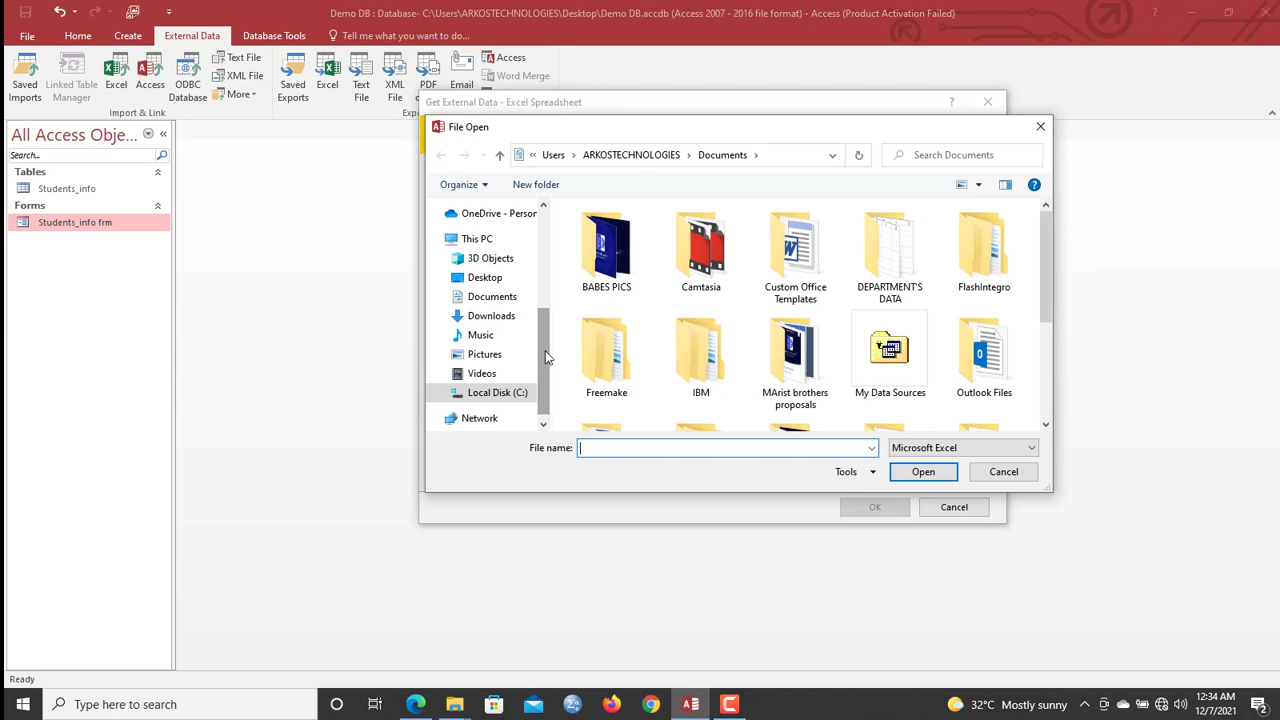 Demo DB : Database- C:\Users\ARKOSTECHNOLOGIES\Desktop\Demo DB.accdb (Access 2007 - 2016 file format) - Access (Product Activation Failed)
File Home Create External Data Database Tools Tell me what you want to do...
Saved Imports
Linked Table Manager
Excel
Access
ODBC Database
Text File
XML File
More
Import & Link
Saved Exports
Excel
Text File
XML File
PDF
Email
Access
Word Merge
All Access Obje...
Search...
Tables
Students_info
Forms
Students_info frm
Get External Data - Excel Spreadsheet
File Open
Users ARKOSTECHNOLOGIES Documents
Search Documents
Organize New folder
OneDrive - Person
This PC
3D Objects
Desktop
Documents
Downloads
Music
Pictures
Videos
Local Disk (C:)
Network
BABES PICS
Camtasia
Custom Office
Templates
DEPARTMENT'S
DATA
FlashIntegro
Freemake
IBM
MArist brothers
proposals
My Data Sources
Outlook Files
File name: Microsoft Excel
Tools Open Cancel
OK Cancel
Ready
Type here to search
32°C Mostly sunny
12:34 AM
12/7/2021
2